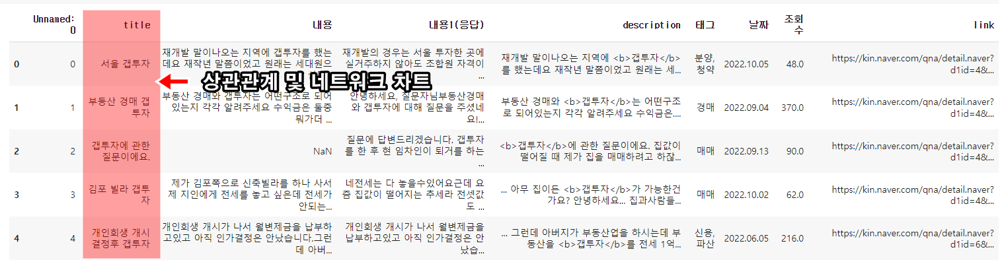 Unnamed: 0 title 내용 내용1(응답) description 태그 날짜 조회수 link
0 0 서울 갭투자 재개발 말이나오는 지역에 갭투자를 했는데요 재작년 말쯤이었고 원래는 세대원으 재개발의 경우는 서울 투자한 곳에 실거주하지 않아도 조합원 자격이 ... 재개발 말이나오는 지역에 <b>갭투자</b>를 했는데요 재작년 말쯤이었고 원래는 세... 분양,청약 2022.10.05 48.0 https://kin.naver.com/qna/detail.naver?d1id=4&...
상관관계 및 네트워크 차트
1 1 부동산 경매 갭투자 부동산 경매와 갭투자는 어떤구조로 되어있는지 각각 알려주세요 수익금은 둘중 뭐가더 ... 안녕하세요, 질문자님부동산경매와 갭투자에 대해 질문을 주셨네요!... 부동산 경매와 <b>갭투자</b>는 어떤구조로 되어있는지 각각 알려주세요 수익금은.... 경매 2022.09.04 370.0 https://kin.naver.com/qna/detail.naver?d1id=4&...
2 2 갭투자에 관한 질문이에요. NaN 질문에 답변드리겠습니다. 갭투자를 한 후 현 임차인이 퇴거를 하는 ... <b>갭투자</b>에 관한 질문이에요. 집값이 떨어질 때 제가 집을 매매하려고 하잖... 매매 2022.09.13 90.0 https://kin.naver.com/qna/detail.naver?d1id=4&...
3 3 김포 빌라 갭투자 제가 김포쪽으로 신축빌라를 하나 사서 제 지인에게 전세를 놓고 싶은데 전세가 안되는... 네전세는 다 놓을수있어요근데 요즘 집값이 떨어지는 추세라 전셋값도 ... ... 아무 집이든 <b>갭투자</b>가 가능한건가요? 안녕하세요... 집과사람들... 매매 2022.10.02 62.0 https://kin.naver.com/qna/detail.naver?d1id=4&...
4 4 개인회생 개시결정후 갭투자 개인회생 개시가 나서 월변제금을 납부하고있고 아직 인가결정은 안났습니다.그런데 아버... 개인회생 개시가 나서 월변제금을 납부하고있고 아직 인가결정은 안났습... ... 그런데 아버지가 부동산업을 하시는데 부동산을 <b>갭투자</b>를 전세 1억... 신용,파산 2022.06.05 216.0 https://kin.naver.com/qna/detail.naver?d1id=6&...